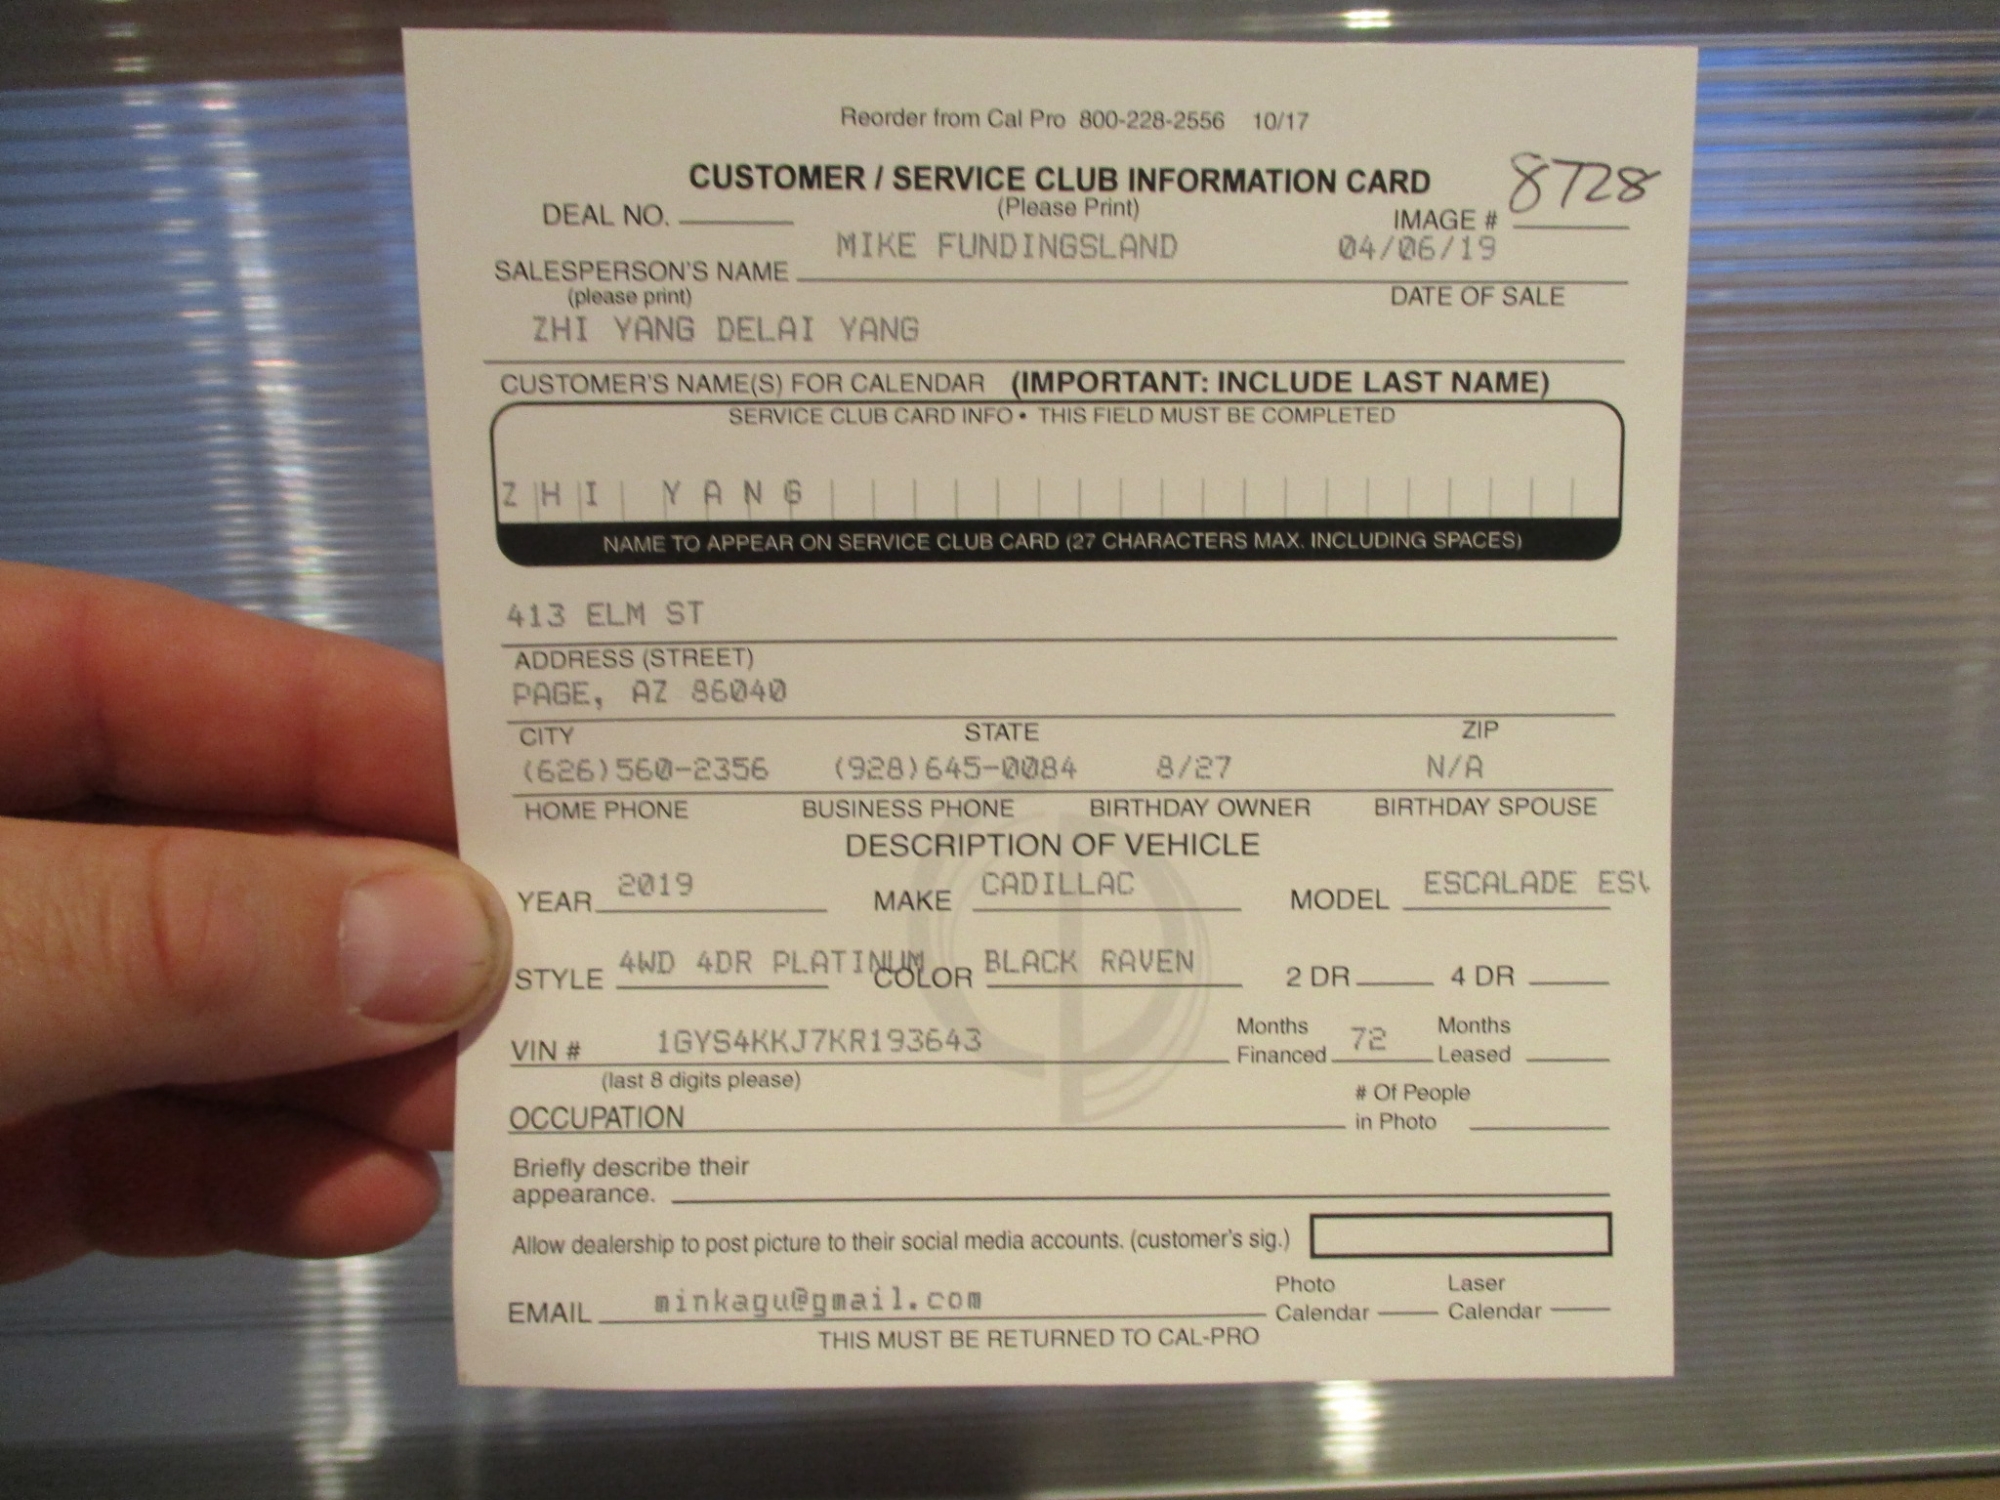 Reorder from Cal Pro 800-228-2556 10/17
CUSTOMER / SERVICE CLUB INFORMATION CARD 8728
DEAL NO. (Please Print) IMAGE #
MIKE FUNDINGSLAND 04/06/19
SALESPERSON'S NAME
(please print) DATE OF SALE
ZHI YANG DELAI YANG
CUSTOMER'S NAME(S) FOR CALENDAR (IMPORTANT: INCLUDE LAST NAME)
SERVICE CLUB CARD INFO • THIS FIELD MUST BE COMPLETED
ZHI YANG
NAME TO APPEAR ON SERVICE CLUB CARD (27 CHARACTERS MAX. INCLUDING SPACES)
413 ELM ST
ADDRESS (STREET)
PAGE, AZ 86040
CITY STATE ZIP
(626)560-2356 (928)645-0084 8/27 N/A
HOME PHONE BUSINESS PHONE BIRTHDAY OWNER BIRTHDAY SPOUSE
DESCRIPTION OF VEHICLE
YEAR 2019 MAKE CADILLAC MODEL ESCALADE
STYLE 4WD 4DR PLATINUM COLOR BLACK RAVEN 2 DR 4 DR
VIN # 1GYS4KKJ7KR193643 Months Financed 72 Months Leased
(last 8 digits please)
OCCUPATION # Of People in Photo
Briefly describe their
appearance.
Allow dealership to post picture to their social media accounts. (customer's sig.)
EMAIL minkagu@gmail.com Photo Calendar Laser Calendar
THIS MUST BE RETURNED TO CAL-PRO